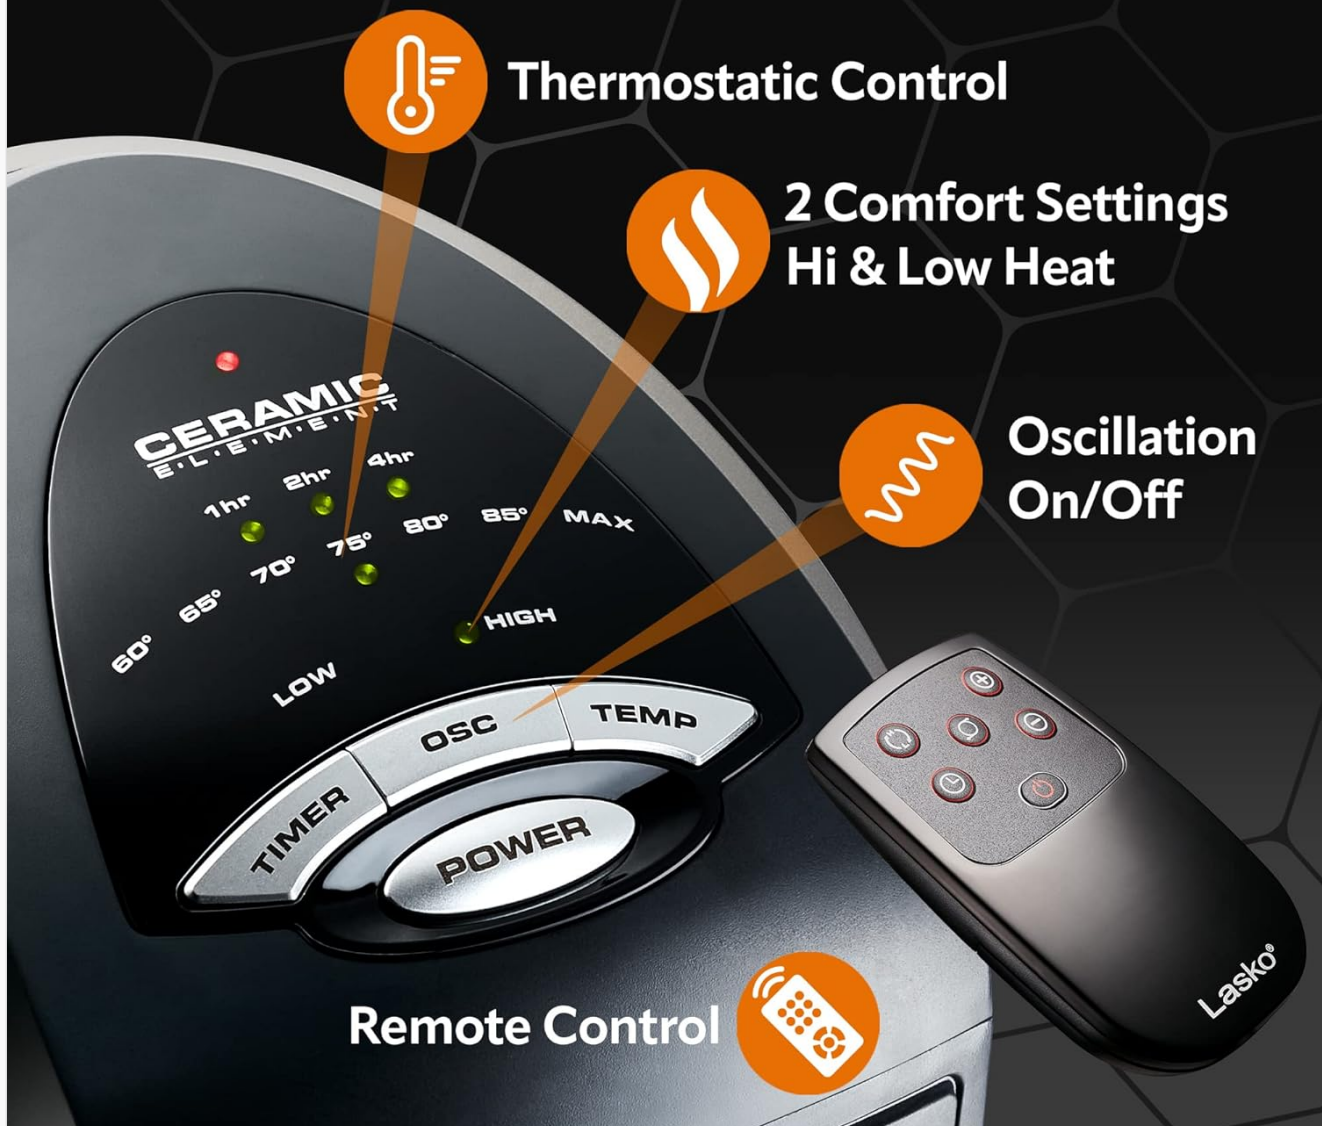 Thermostatic Control
2 Comfort Settings
Hi & Low Heat
Oscillation
On/Off
CERAMIC
E•L•E•M•E•N•T
1hr 2hr 4hr
60° 65° 70° 75° 80° 85° MAX
LOW HIGH
TIMER OSC TEMP
POWER
Remote Control
Lasko®